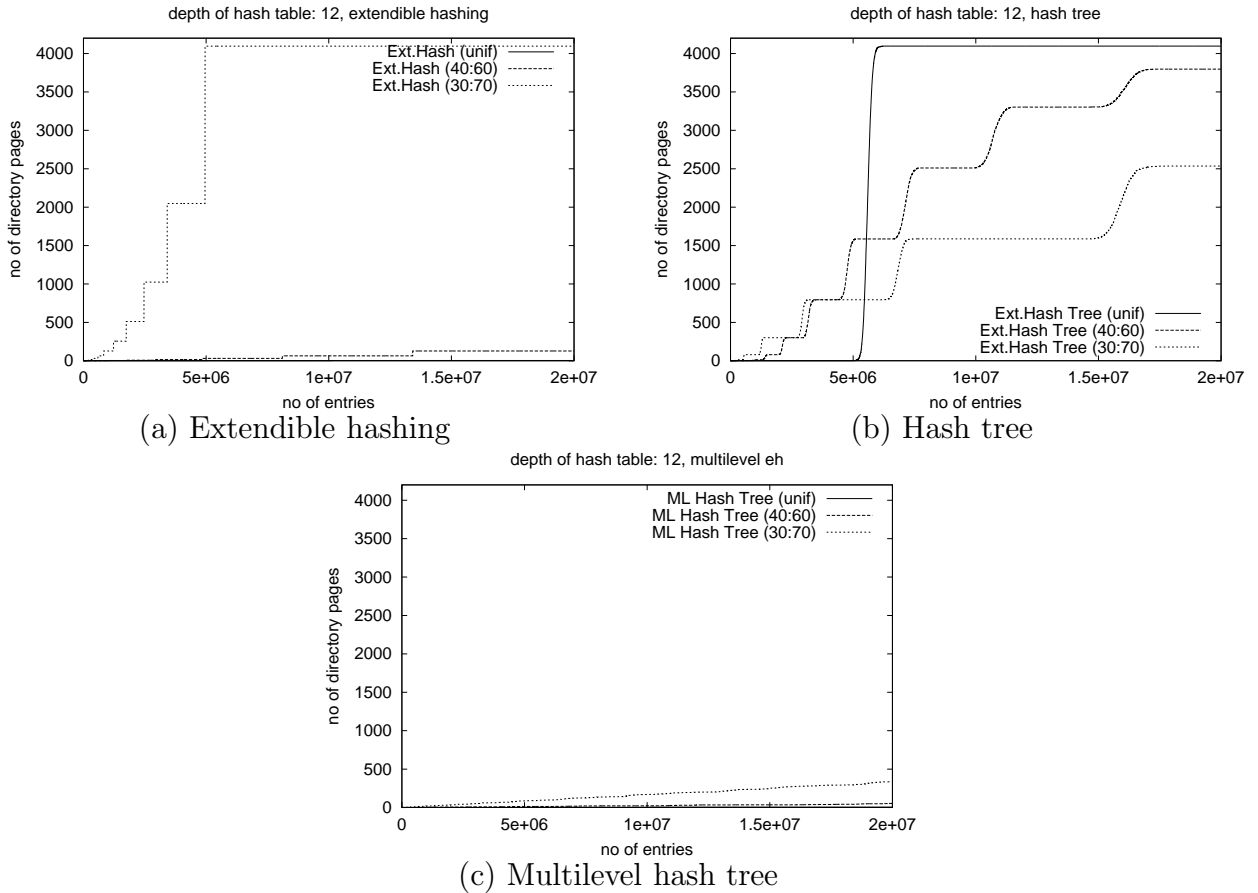 depth of hash table: 12, extendible hashing
no of directory pages
4000
3500
3000
2500
2000
1500
1000
500
0
Ext.Hash (unif)
Ext.Hash (40:60)
Ext.Hash (30:70)
0
5e+06
1e+07
1.5e+07
2e+07
no of entries
(a) Extendible hashing
depth of hash table: 12, hash tree
no of directory pages
4000
3500
3000
2500
2000
1500
1000
500
0
Ext.Hash Tree (unif)
Ext.Hash Tree (40:60)
Ext.Hash Tree (30:70)
0
5e+06
1e+07
1.5e+07
2e+07
no of entries
(b) Hash tree
depth of hash table: 12, multilevel eh
no of directory pages
4000
3500
3000
2500
2000
1500
1000
500
0
ML Hash Tree (unif)
ML Hash Tree (40:60)
ML Hash Tree (30:70)
0
5e+06
1e+07
1.5e+07
2e+07
no of entries
(c) Multilevel hash tree